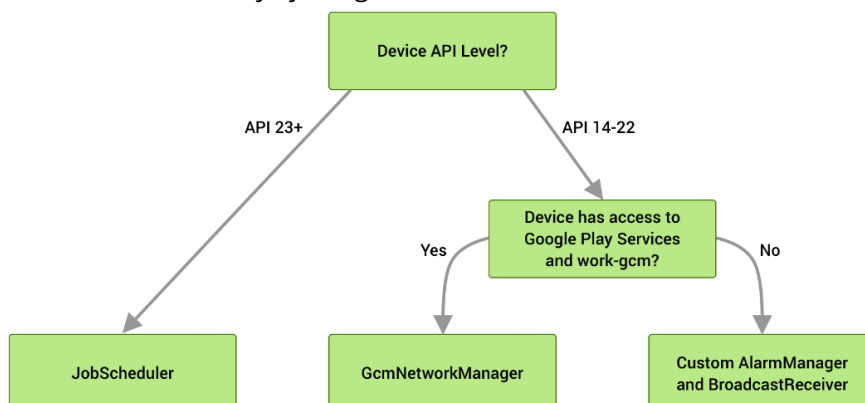 Device API Level?
API 23+
API 14-22
Device has access to
Google Play Services
and work-gcm?
Yes
No
JobScheduler
GcmNetworkManager
Custom AlarmManager
and BroadcastReceiver